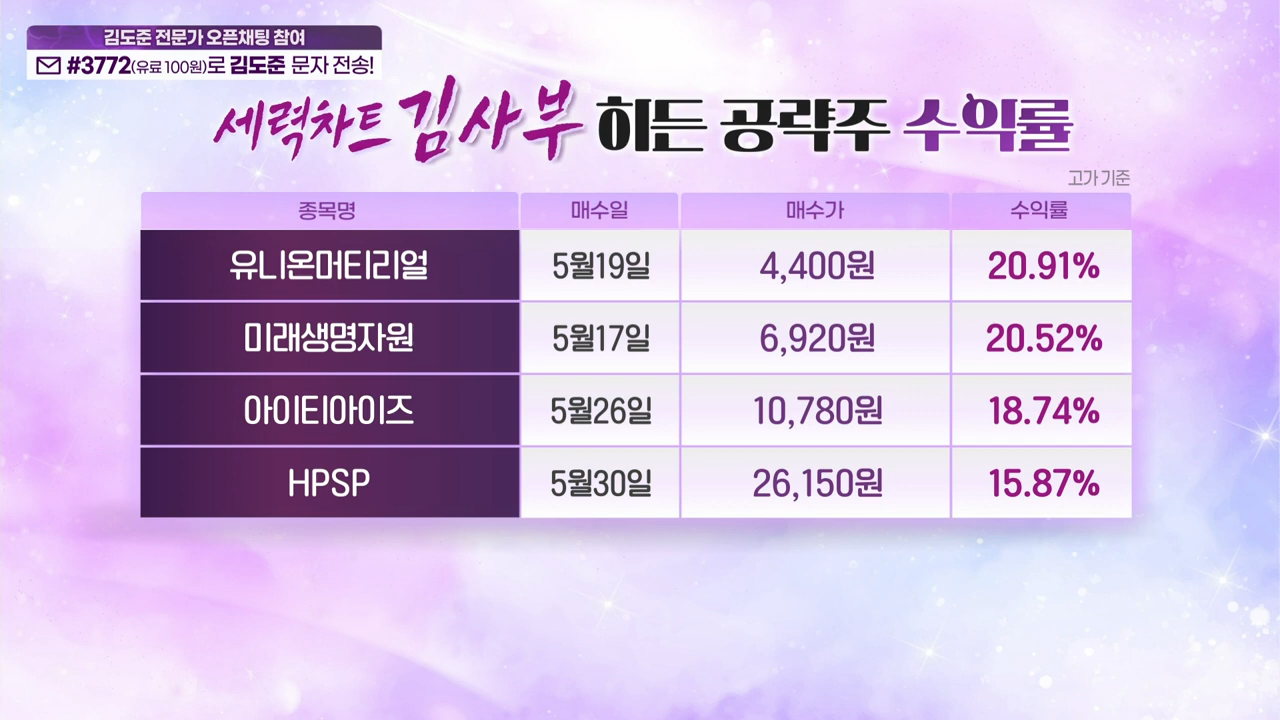 김도준 전문가 오픈채팅 참여
#3772(유료 100원)로 김도준 문자 전송!
세력차트 김사부 히든 공략주 수익률
고가 기준
종목명 매수일 매수가 수익률
유니온머티리얼 5월19일 4,400원 20.91%
미래생명자원 5월17일 6,920원 20.52%
아이티아이즈 5월26일 10,780원 18.74%
HPSP 5월30일 26,150원 15.87%